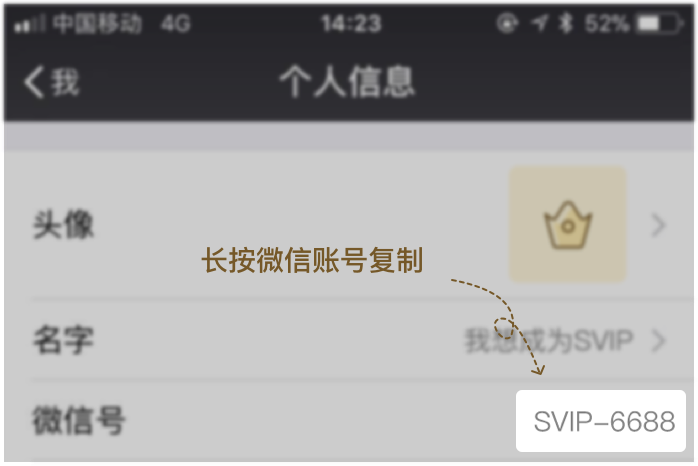 中国移动 4G 14:23 52%
我 个人信息
头像
长按微信账号复制
名字 我想成为SVIP
微信号 SVIP-6688